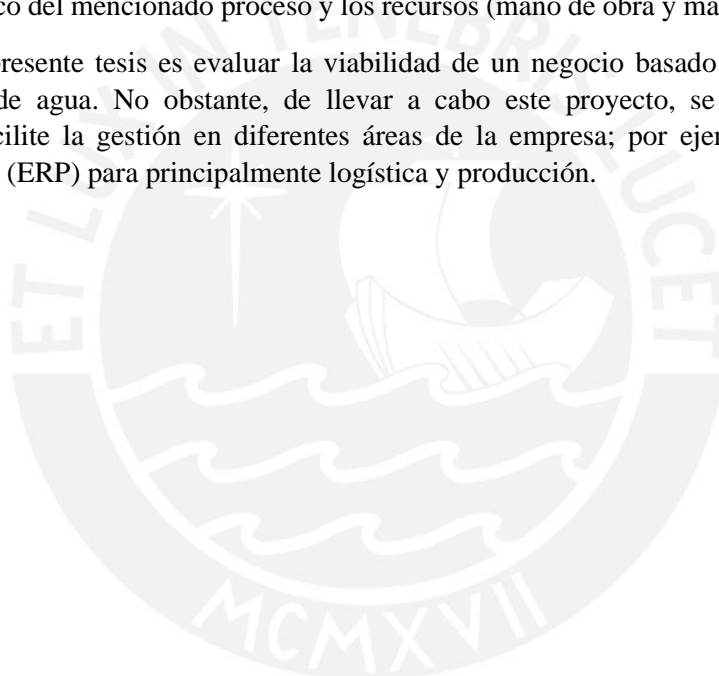 co del mencionado proceso y los recursos (mano de obra y ma
presente tesis es evaluar la viabilidad de un negocio basado
de agua. No obstante, de llevar a cabo este proyecto, se
cilite la gestión en diferentes áreas de la empresa; por ejer
(ERP) para principalmente logística y producción.
ET LUX IN TENEBRIS LUCET
MCMXVII